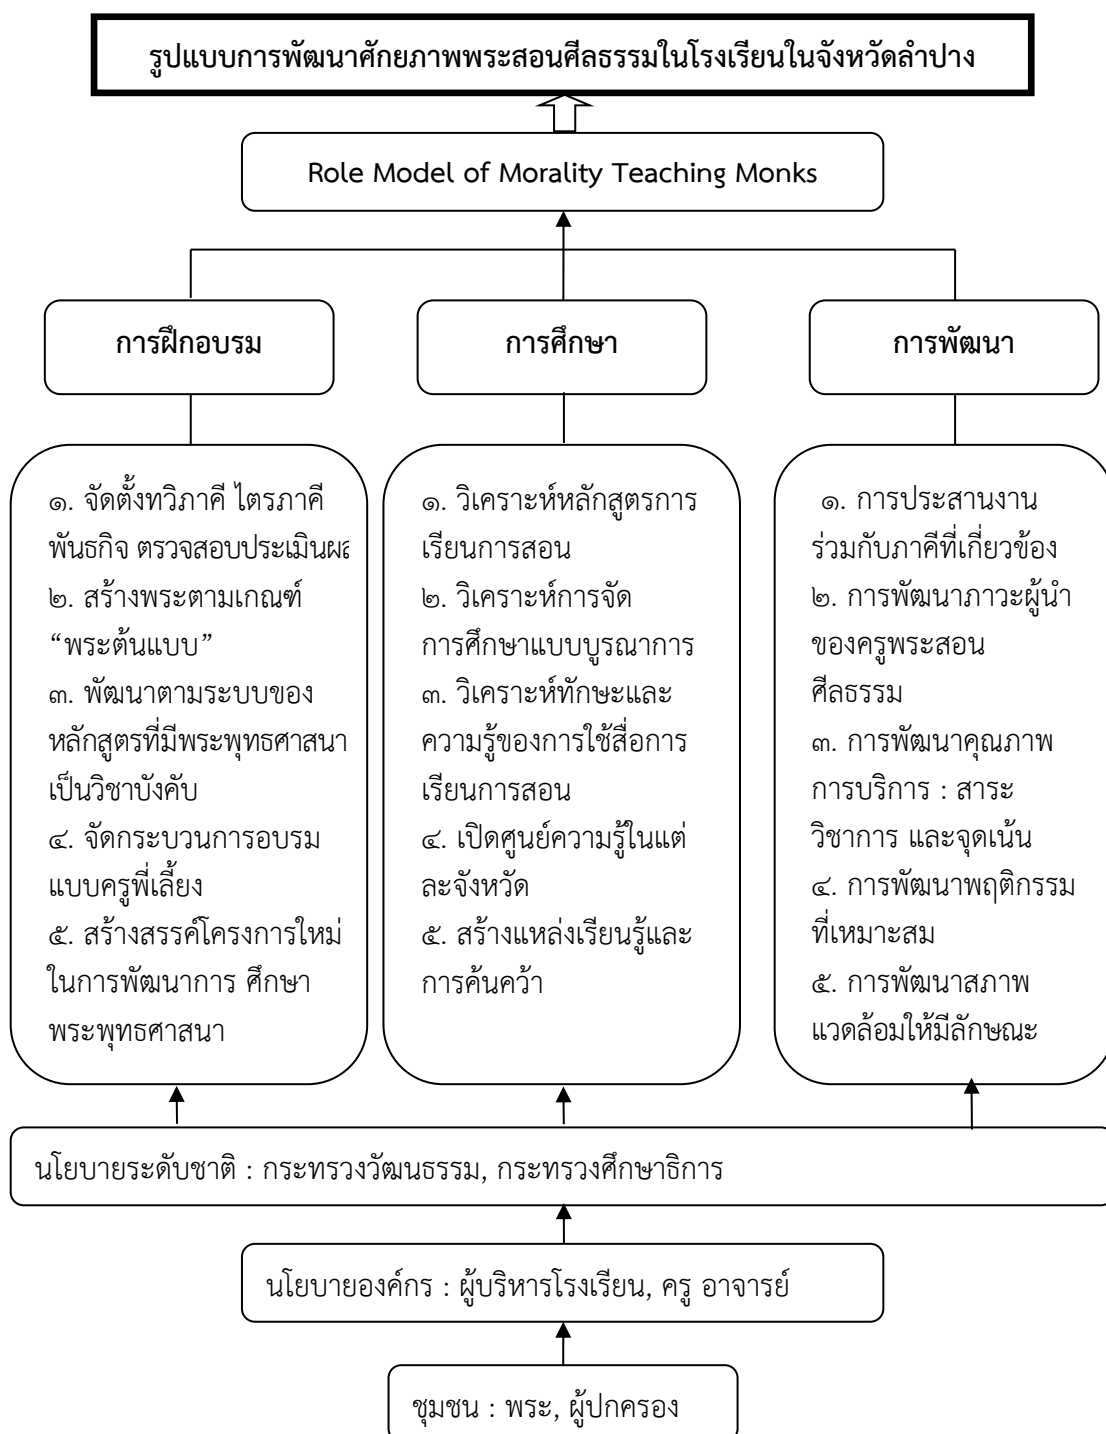 รูปแบบการพัฒนาศักยภาพพระสอนศีลธรรมในโรงเรียนในจังหวัดลำปาง
Role Model of Morality Teaching Monks
การฝึกอบรม
การศึกษา
การพัฒนา
๑. จัดตั้งทวิภาคี ไตรภาคี
พันธกิจ ตรวจสอบประเมินผล
๒. สร้างพระตามเกณฑ์
“พระต้นแบบ”
๓. พัฒนาตามระบบของ
หลักสูตรที่มีพระพุทธศาสนา
เป็นวิชาบังคับ
๔. จัดกระบวนการอบรม
แบบครูพี่เลี้ยง
๕. สร้างสรรค์โครงการใหม่
ในการพัฒนาการ ศึกษา
พระพุทธศาสนา
๑. วิเคราะห์หลักสูตรการ
เรียนการสอน
๒. วิเคราะห์การจัด
การศึกษาแบบบูรณาการ
๓. วิเคราะห์ทักษะและ
ความรู้ของการใช้สื่อการ
เรียนการสอน
๔. เปิดศูนย์ความรู้ในแต่
ละจังหวัด
๕. สร้างแหล่งเรียนรู้และ
การค้นคว้า
๑. การประสานงาน
ร่วมกับภาคีที่เกี่ยวข้อง
๒. การพัฒนาภาวะผู้นำ
ของครูพระสอน
ศีลธรรม
๓. การพัฒนาคุณภาพ
การบริการ : สาระ
วิชาการ และจุดเน้น
๔. การพัฒนาพฤติกรรม
ที่เหมาะสม
๕. การพัฒนาสภาพ
แวดล้อมให้มีลักษณะ
นโยบายระดับชาติ : กระทรวงวัฒนธรรม, กระทรวงศึกษาธิการ
นโยบายองค์กร : ผู้บริหารโรงเรียน, ครู อาจารย์
ชุมชน : พระ, ผู้ปกครอง